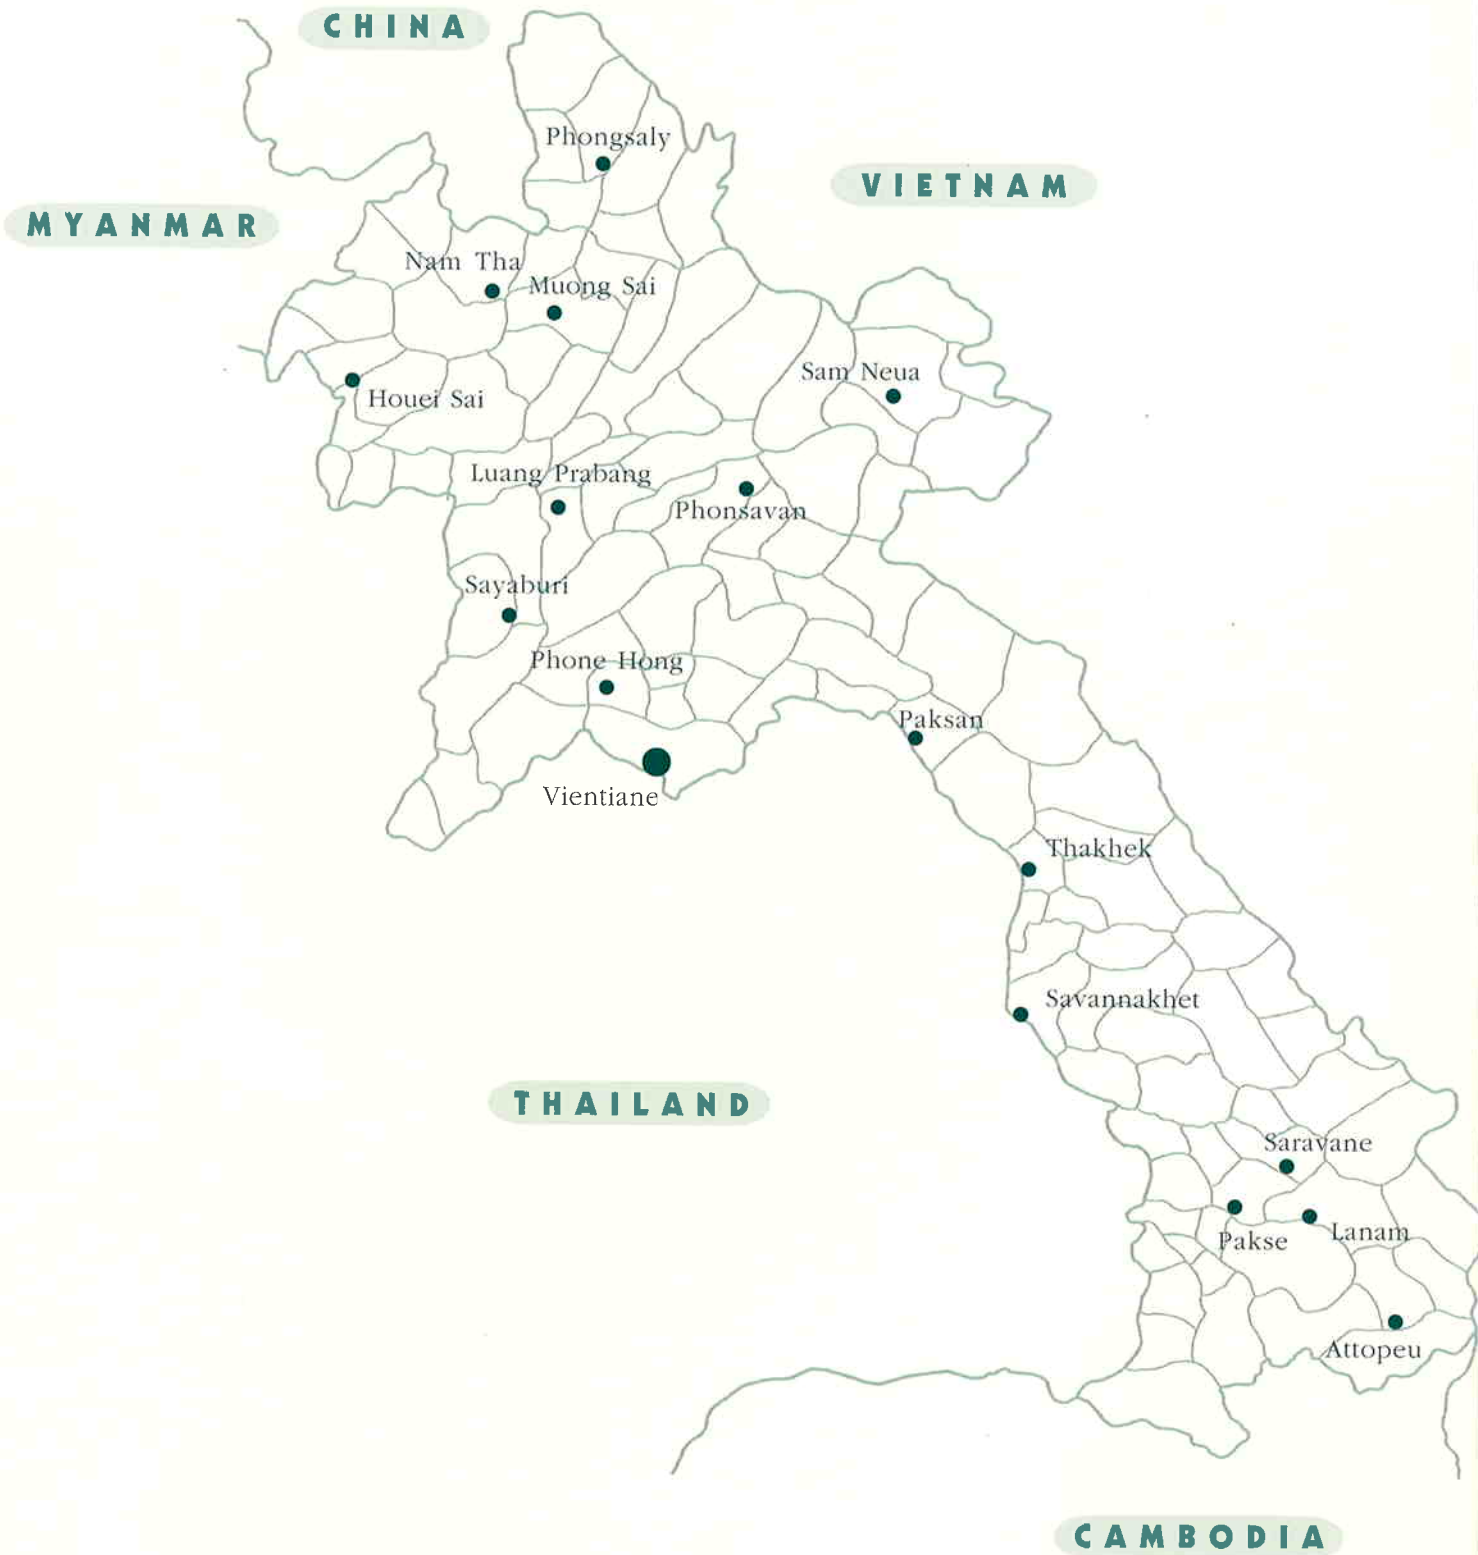 CHINA
Phongsaly
VIETNAM
MYANMAR
Nam Tha
Muong Sai
Sam Neua
Houei Sai
Luang Prabang
Phonsavan
Sayaburi
Phone Hong
Paksan
Vientiane
Thakhek
Savannakhet
THAILAND
Saravane
Lanam
Pakse
Attopeu
CAMBODIA